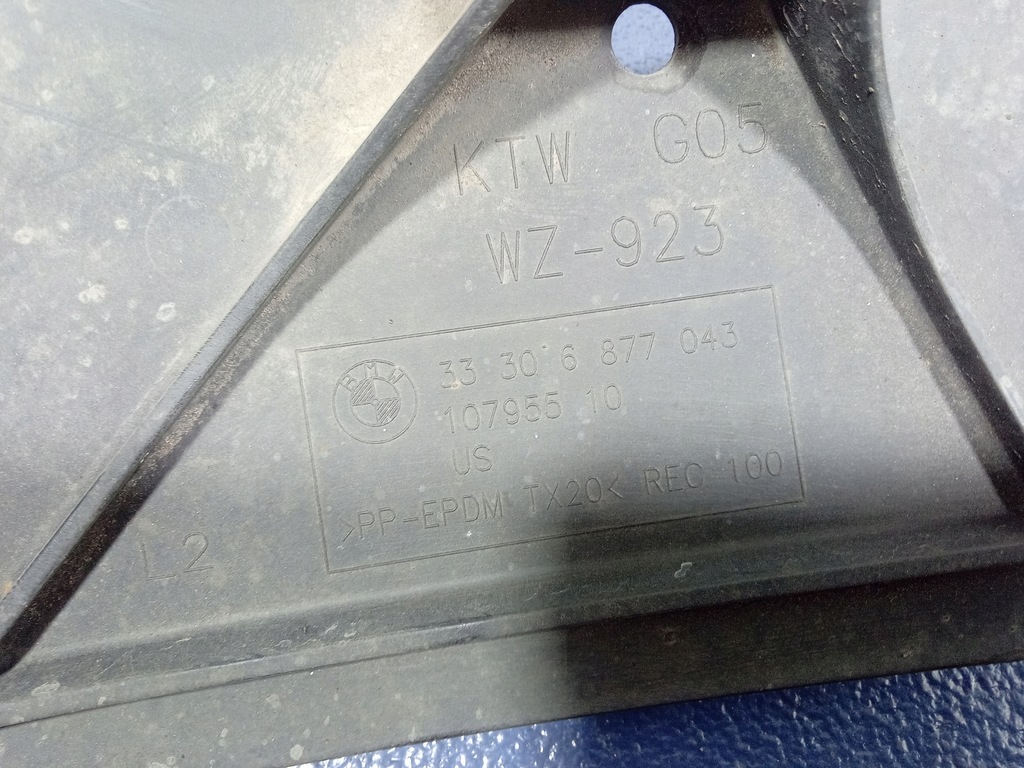 KTW G05
WZ-923
BMW
33 30 6 877 043
107955 10
US
>PP-EPDM TX20< REC 100
L2